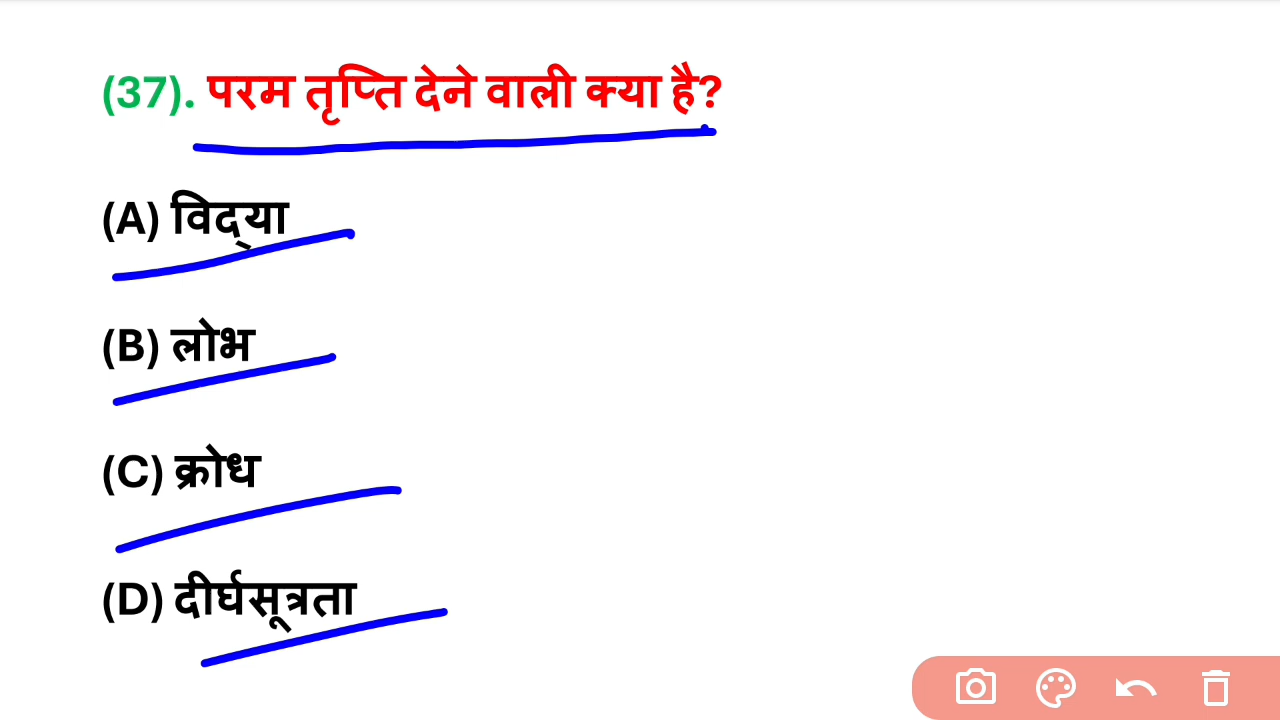 (37). परम तृप्ति देने वाली क्या है?
(A) विद्‌या
(B) लोभ
(C) क्रोध
(D) दीर्घसूत्रता